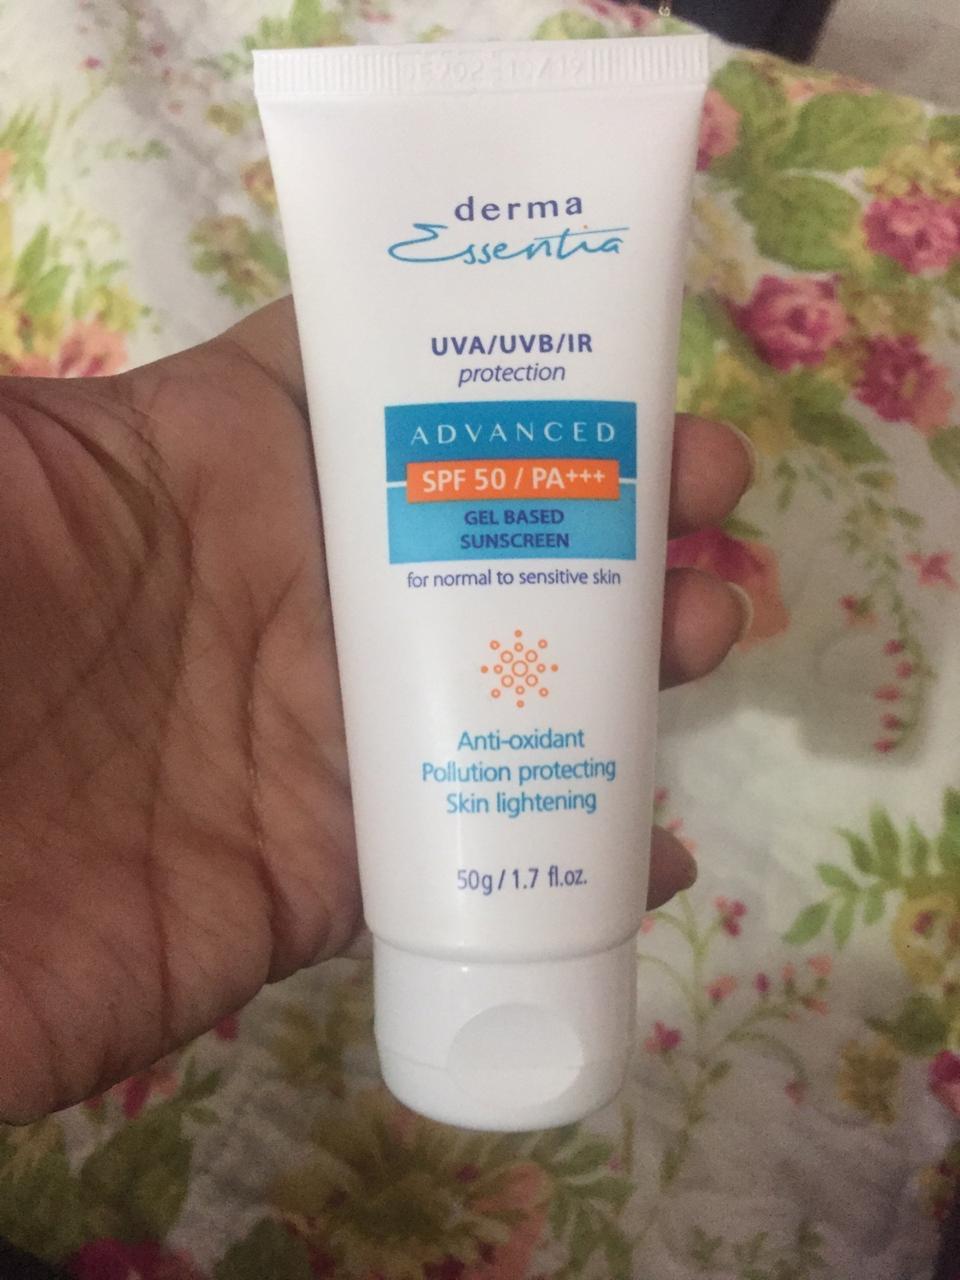 derma
Essentia
UVA/UVB/IR
protection
ADVANCED
SPF 50 / PA+++
GEL BASED
SUNSCREEN
for normal to sensitive skin
Anti-oxidant
Pollution protecting
Skin lightening
50g / 1.7 fl.oz.